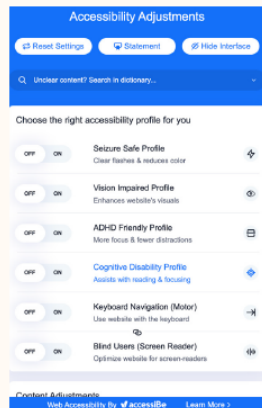 Accessibility Adjustments
Reset Settings
Statement
Hide Interface
Unclear content? Search in dictionary...
Choose the right accessibility profile for you
OFF ON
Seizure Safe Profile
Clear flashes & reduces color
OFF ON
Vision Impaired Profile
Enhances website's visuals
OFF ON
ADHD Friendly Profile
More focus & fewer distractions
OFF ON
Cognitive Disability Profile
Assists with reading & focusing
OFF ON
Keyboard Navigation (Motor)
Use website with the keyboard
OFF ON
Blind Users (Screen Reader)
Optimize website for screen-readers
Content Adjustments
Web Accessibility By accessiBe Learn More >